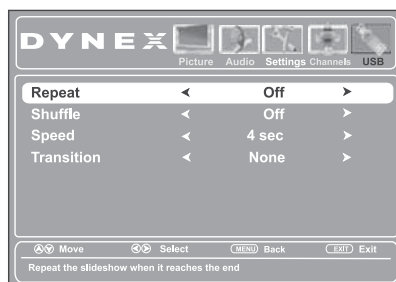 DYNEX
Picture Audio Settings Channels USB
Repeat Off
Shuffle Off
Speed 4 sec
Transition None
Move Select MENU Back EXIT Exit
Repeat the slideshow when it reaches the end